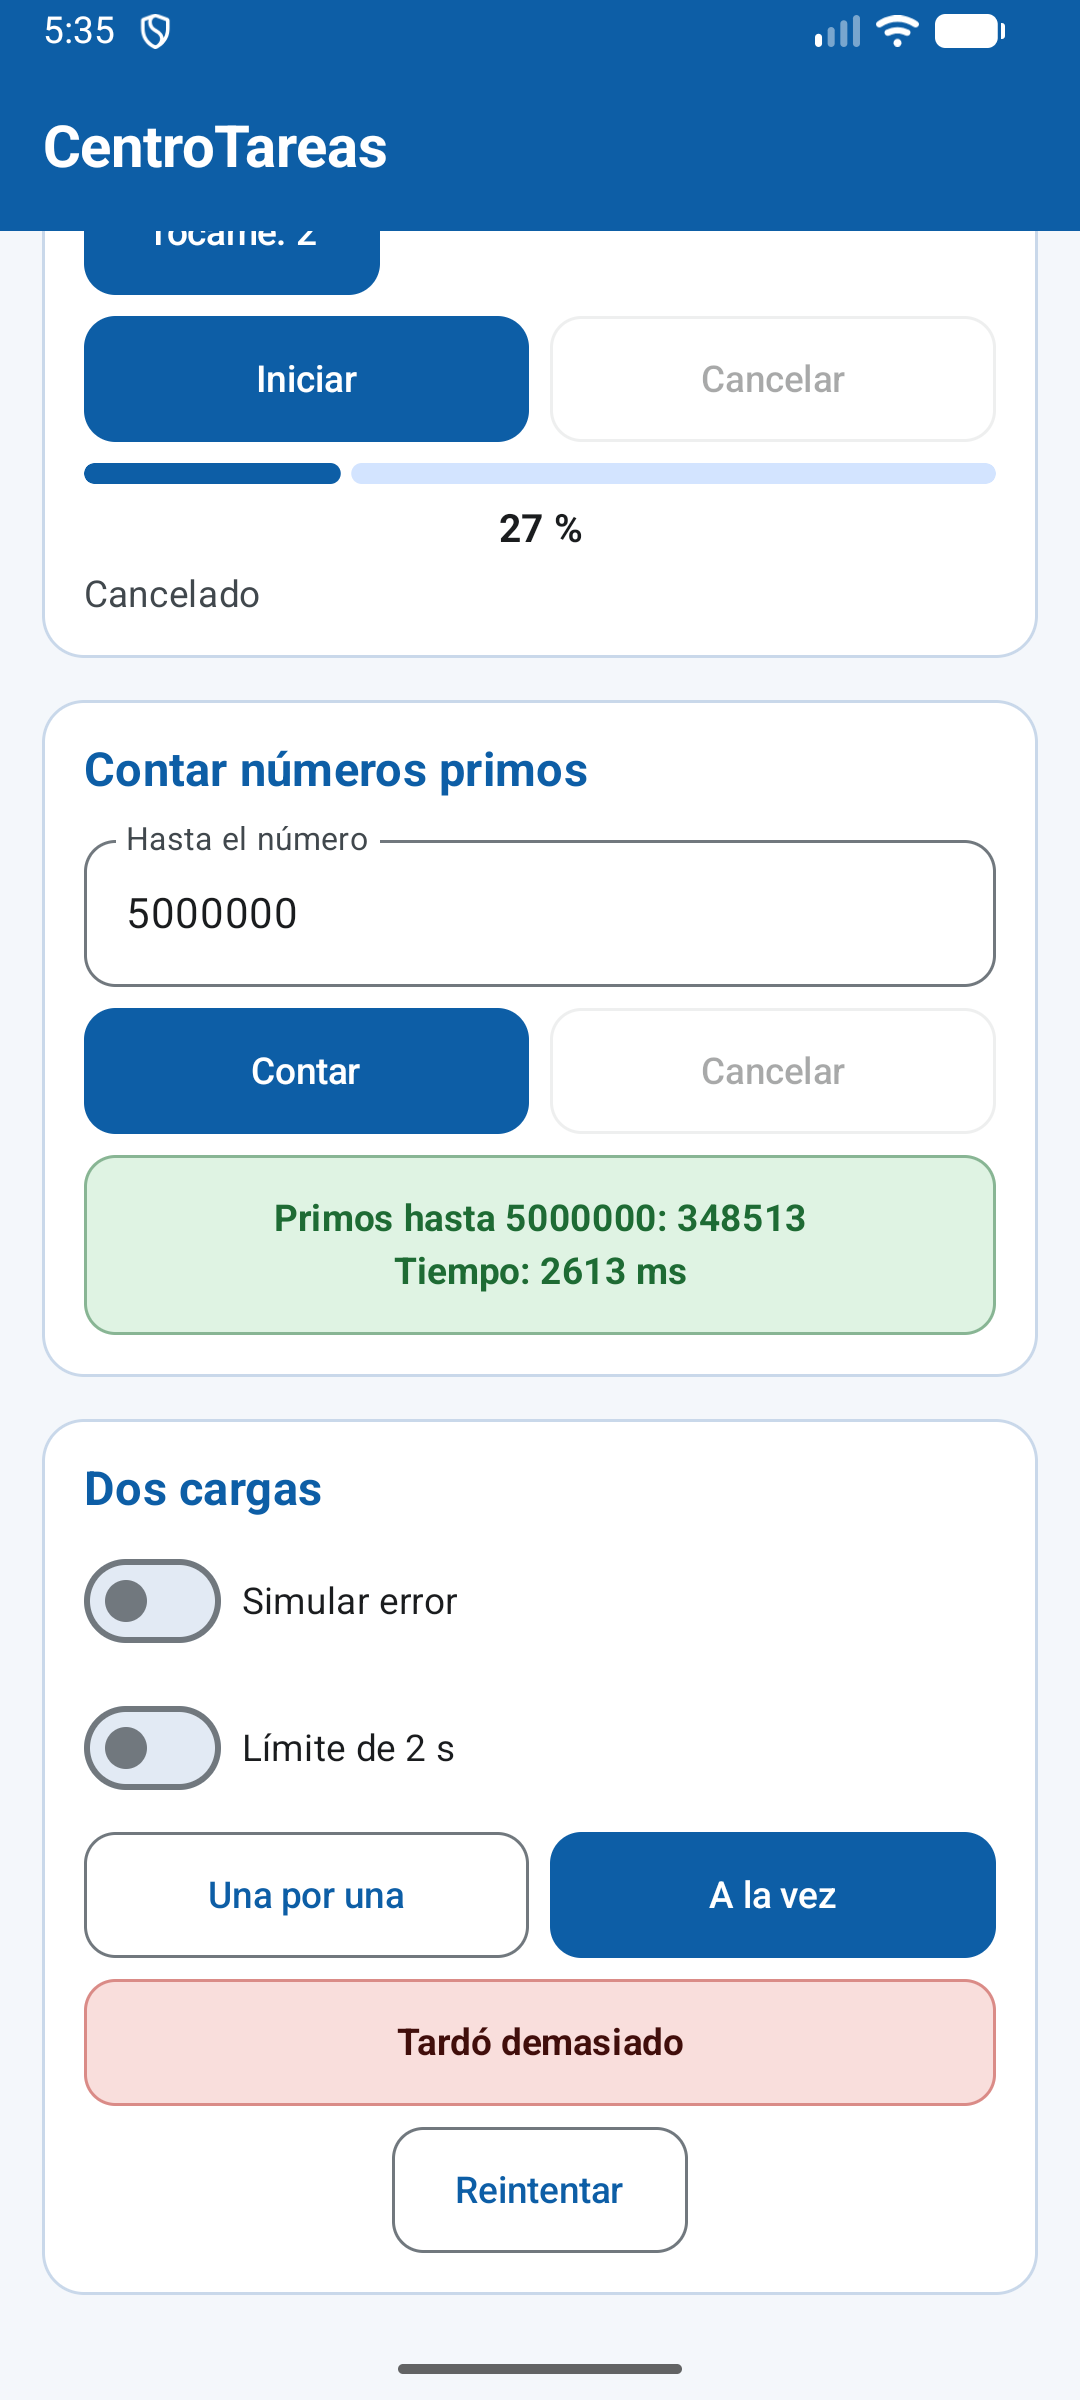 5:35
CentroTareas
Tócame: 2
Iniciar
Cancelar
27 %
Cancelado
Contar números primos
Hasta el número
5000000
Contar
Cancelar
Primos hasta 5000000: 348513
Tiempo: 2613 ms
Dos cargas
Simular error
Límite de 2 s
Una por una
A la vez
Tardó demasiado
Reintentar